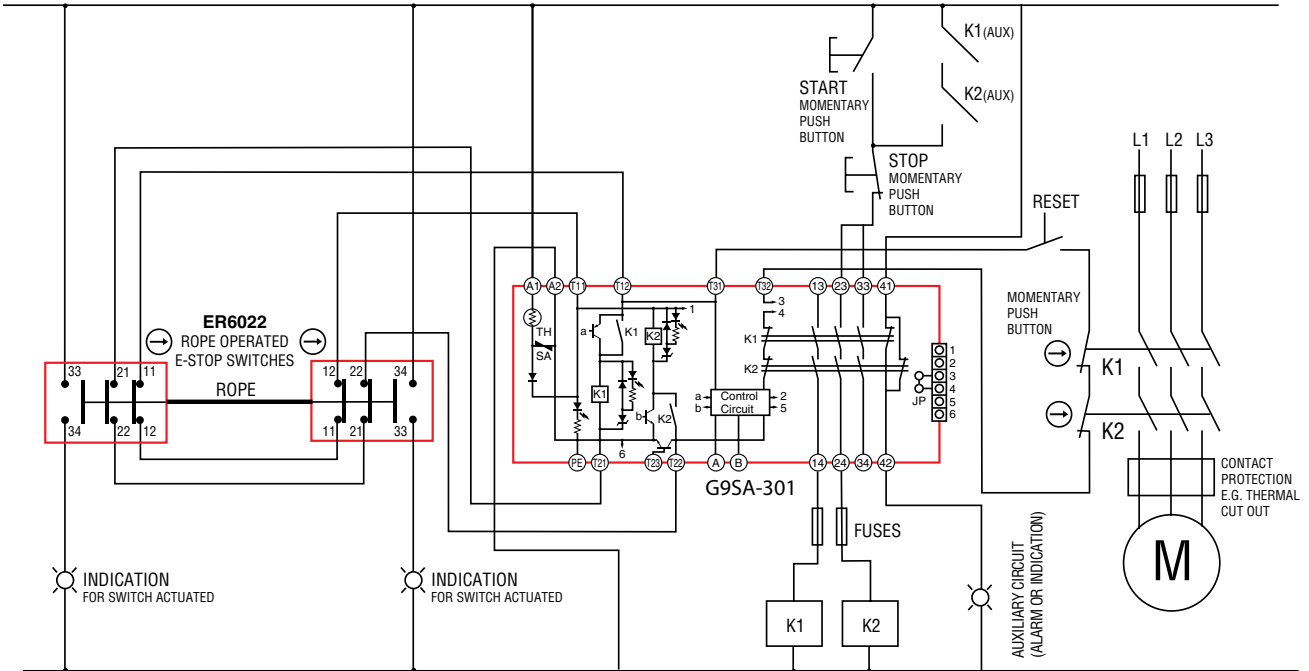 K1(AUX)
K2(AUX)
START
MOMENTARY
PUSH
BUTTON
STOP
MOMENTARY
PUSH
BUTTON
L1 L2 L3
RESET
MOMENTARY
PUSH
BUTTON
K1
K2
CONTACT
PROTECTION
E.G. THERMAL
CUT OUT
M
ER6022
ROPE OPERATED
E-STOP SWITCHES
ROPE
33 21 11
34 22 12
12 22 34
11 21 33
A1 A2 T11 T12 T31 T32 13 23 33 41
TH
SA
a
K1
K2
1
3
4
K1
K2
K1
b
K2
6
a
b
Control
Circuit
2
5
JP
1
2
3
4
5
6
PE T21 T23 T22 A B 14 24 34 42
G9SA-301
FUSES
K1
K2
INDICATION
FOR SWITCH ACTUATED
INDICATION
FOR SWITCH ACTUATED
AUXILIARY CIRCUIT
(ALARM OR INDICATION)